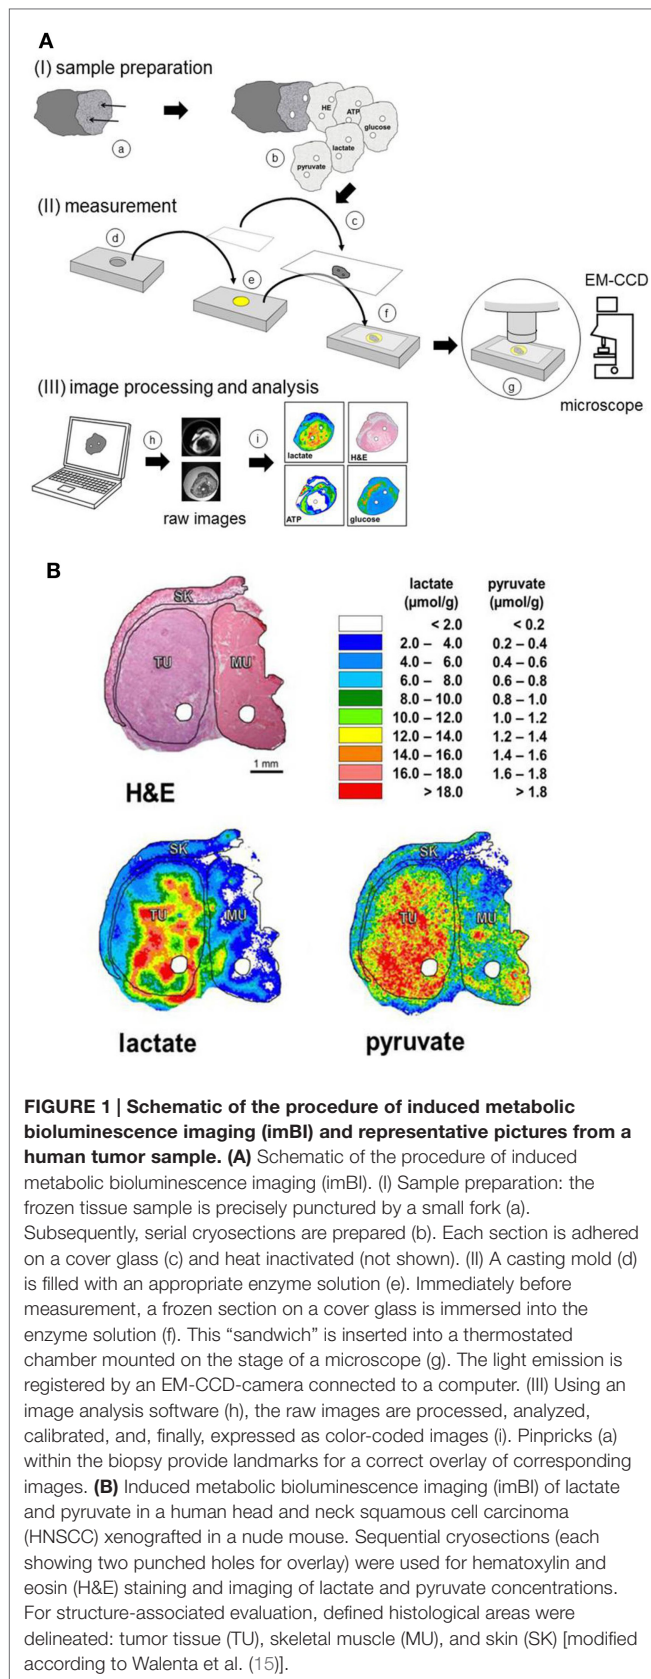 A
(I) sample preparation
a
b
HE
ATP
glucose
lactate
pyruvate
(II) measurement
c
d
e
f
g
EM-CCD
microscope
(III) image processing and analysis
h
i
raw images
lactate
H&E
ATP
glucose
B
SK
TU
MU
1 mm
H&E
lactate pyruvate
(µmol/g) (µmol/g)
< 2.0 < 0.2
2.0 – 4.0 0.2 – 0.4
4.0 – 6.0 0.4 – 0.6
6.0 – 8.0 0.6 – 0.8
8.0 – 10.0 0.8 – 1.0
10.0 – 12.0 1.0 – 1.2
12.0 – 14.0 1.2 – 1.4
14.0 – 16.0 1.4 – 1.6
16.0 – 18.0 1.6 – 1.8
> 18.0 > 1.8
SK
TU
MU
lactate
SK
TU
MU
pyruvate
FIGURE 1 | Schematic of the procedure of induced metabolic
bioluminescence imaging (imBI) and representative pictures from a
human tumor sample. (A) Schematic of the procedure of induced
metabolic bioluminescence imaging (imBI). (I) Sample preparation: the
frozen tissue sample is precisely punctured by a small fork (a).
Subsequently, serial cryosections are prepared (b). Each section is adhered
on a cover glass (c) and heat inactivated (not shown). (II) A casting mold (d)
is filled with an appropriate enzyme solution (e). Immediately before
measurement, a frozen section on a cover glass is immersed into the
enzyme solution (f). This “sandwich” is inserted into a thermostated
chamber mounted on the stage of a microscope (g). The light emission is
registered by an EM-CCD-camera connected to a computer. (III) Using an
image analysis software (h), the raw images are processed, analyzed,
calibrated, and, finally, expressed as color-coded images (i). Pinpricks (a)
within the biopsy provide landmarks for a correct overlay of corresponding
images. (B) Induced metabolic bioluminescence imaging (imBI) of lactate
and pyruvate in a human head and neck squamous cell carcinoma
(HNSCC) xenografted in a nude mouse. Sequential cryosections (each
showing two punched holes for overlay) were used for hematoxylin and
eosin (H&E) staining and imaging of lactate and pyruvate concentrations.
For structure-associated evaluation, defined histological areas were
delineated: tumor tissue (TU), skeletal muscle (MU), and skin (SK) [modified
according to Walenta et al. (15)].